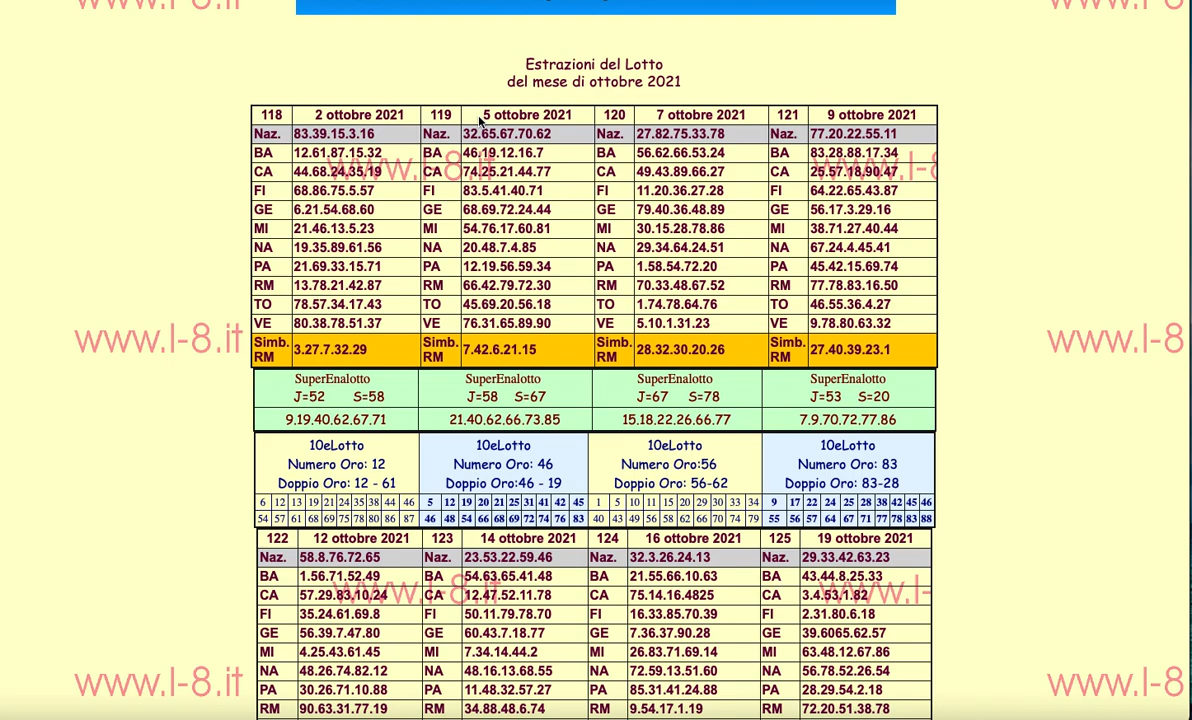 www.l-8.it www.l-8
Estrazioni del Lotto
del mese di ottobre 2021
118 2 ottobre 2021 119 5 ottobre 2021 120 7 ottobre 2021 121 9 ottobre 2021
Naz. 83.39.15.3.16 Naz. 32.65.67.70.62 Naz. 27.82.75.33.78 Naz. 77.20.22.55.11
BA 12.61.87.15.32 BA 46.19.12.16.7 BA 56.62.66.53.24 BA 83.28.88.17.34
www.l-8.it www.l-8
CA 44.68.24.35.19 CA 74.25.21.44.77 CA 49.43.89.66.27 CA 25.57.18.90.47
FI 68.86.75.5.57 FI 83.5.41.40.71 FI 11.20.36.27.28 FI 64.22.65.43.87
GE 6.21.54.68.60 GE 68.69.72.24.44 GE 79.40.36.48.89 GE 56.17.3.29.16
MI 21.46.13.5.23 MI 54.76.17.60.81 MI 30.15.28.78.86 MI 38.71.27.40.44
NA 19.35.89.61.56 NA 20.48.7.4.85 NA 29.34.64.24.51 NA 67.24.4.45.41
PA 21.69.33.15.71 PA 12.19.56.59.34 PA 1.58.54.72.20 PA 45.42.15.69.74
RM 13.78.21.42.87 RM 66.42.79.72.30 RM 70.33.48.67.52 RM 77.78.83.16.50
TO 78.57.34.17.43 TO 45.69.20.56.18 TO 1.74.78.64.76 TO 46.55.36.4.27
VE 80.38.78.51.37 VE 76.31.65.89.90 VE 5.10.1.31.23 VE 9.78.80.63.32
www.l-8.it www.l-8
Simb. Simb. Simb. Simb.
RM 3.27.7.32.29 RM 7.42.6.21.15 RM 28.32.30.20.26 RM 27.40.39.23.1
SuperEnalotto SuperEnalotto SuperEnalotto SuperEnalotto
J=52 S=58 J=58 S=67 J=67 S=78 J=53 S=20
9.19.40.62.67.71 21.40.62.66.73.85 15.18.22.26.66.77 7.9.70.72.77.86
10eLotto 10eLotto 10eLotto 10eLotto
Numero Oro: 12 Numero Oro: 46 Numero Oro:56 Numero Oro: 83
Doppio Oro: 12 - 61 Doppio Oro:46 - 19 Doppio Oro: 56-62 Doppio Oro: 83-28
6 12 13 19 21 24 35 38 44 46 5 12 19 20 21 25 31 41 42 45 1 5 10 11 15 20 29 30 33 34 9 17 22 24 25 28 38 42 45 46
54 57 61 68 69 75 78 80 86 87 46 48 54 66 68 69 72 74 76 83 40 43 49 56 58 62 66 70 74 79 55 56 57 64 67 71 77 78 83 88
122 12 ottobre 2021 123 14 ottobre 2021 124 16 ottobre 2021 125 19 ottobre 2021
Naz. 58.8.76.72.65 Naz. 23.53.22.59.46 Naz. 32.3.26.24.13 Naz. 29.33.42.63.23
BA 1.56.71.52.49 BA 54.63.65.41.48 BA 21.55.66.10.63 BA 43.44.8.25.33
www.l-8.it www.l-
CA 57.29.83.10.24 CA 12.47.52.11.78 CA 75.14.16.4825 CA 3.4.53.1.82
FI 35.24.61.69.8 FI 50.11.79.78.70 FI 16.33.85.70.39 FI 2.31.80.6.18
GE 56.39.7.47.80 GE 60.43.7.18.77 GE 7.36.37.90.28 GE 39.6065.62.57
MI 4.25.43.61.45 MI 7.34.14.44.2 MI 26.83.71.69.14 MI 63.48.12.67.86
NA 48.26.74.82.12 NA 48.16.13.68.55 NA 72.59.13.51.60 NA 56.78.52.26.54
www.l-8.it www.l-8
PA 30.26.71.10.88 PA 11.48.32.57.27 PA 85.31.41.24.88 PA 28.29.54.2.18
RM 90.63.31.77.19 RM 34.88.48.6.74 RM 9.54.17.1.19 RM 72.20.51.38.78